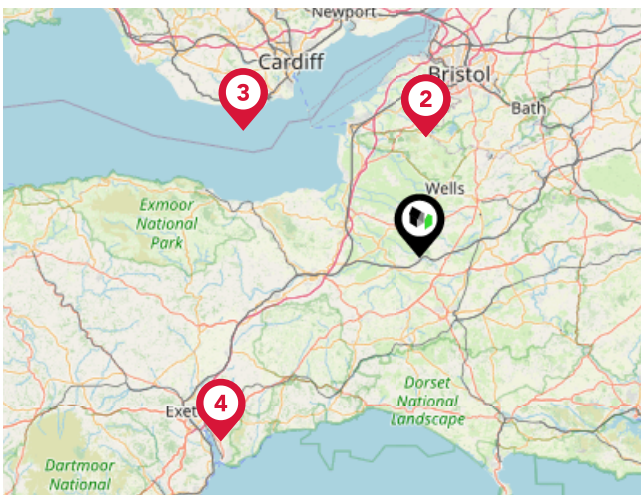 Newport
Cardiff
3
Bristol
2
Bath
Wells
Exmoor
National
Park
Dorset
National
Landscape
4
Exet
Dartmoor
National